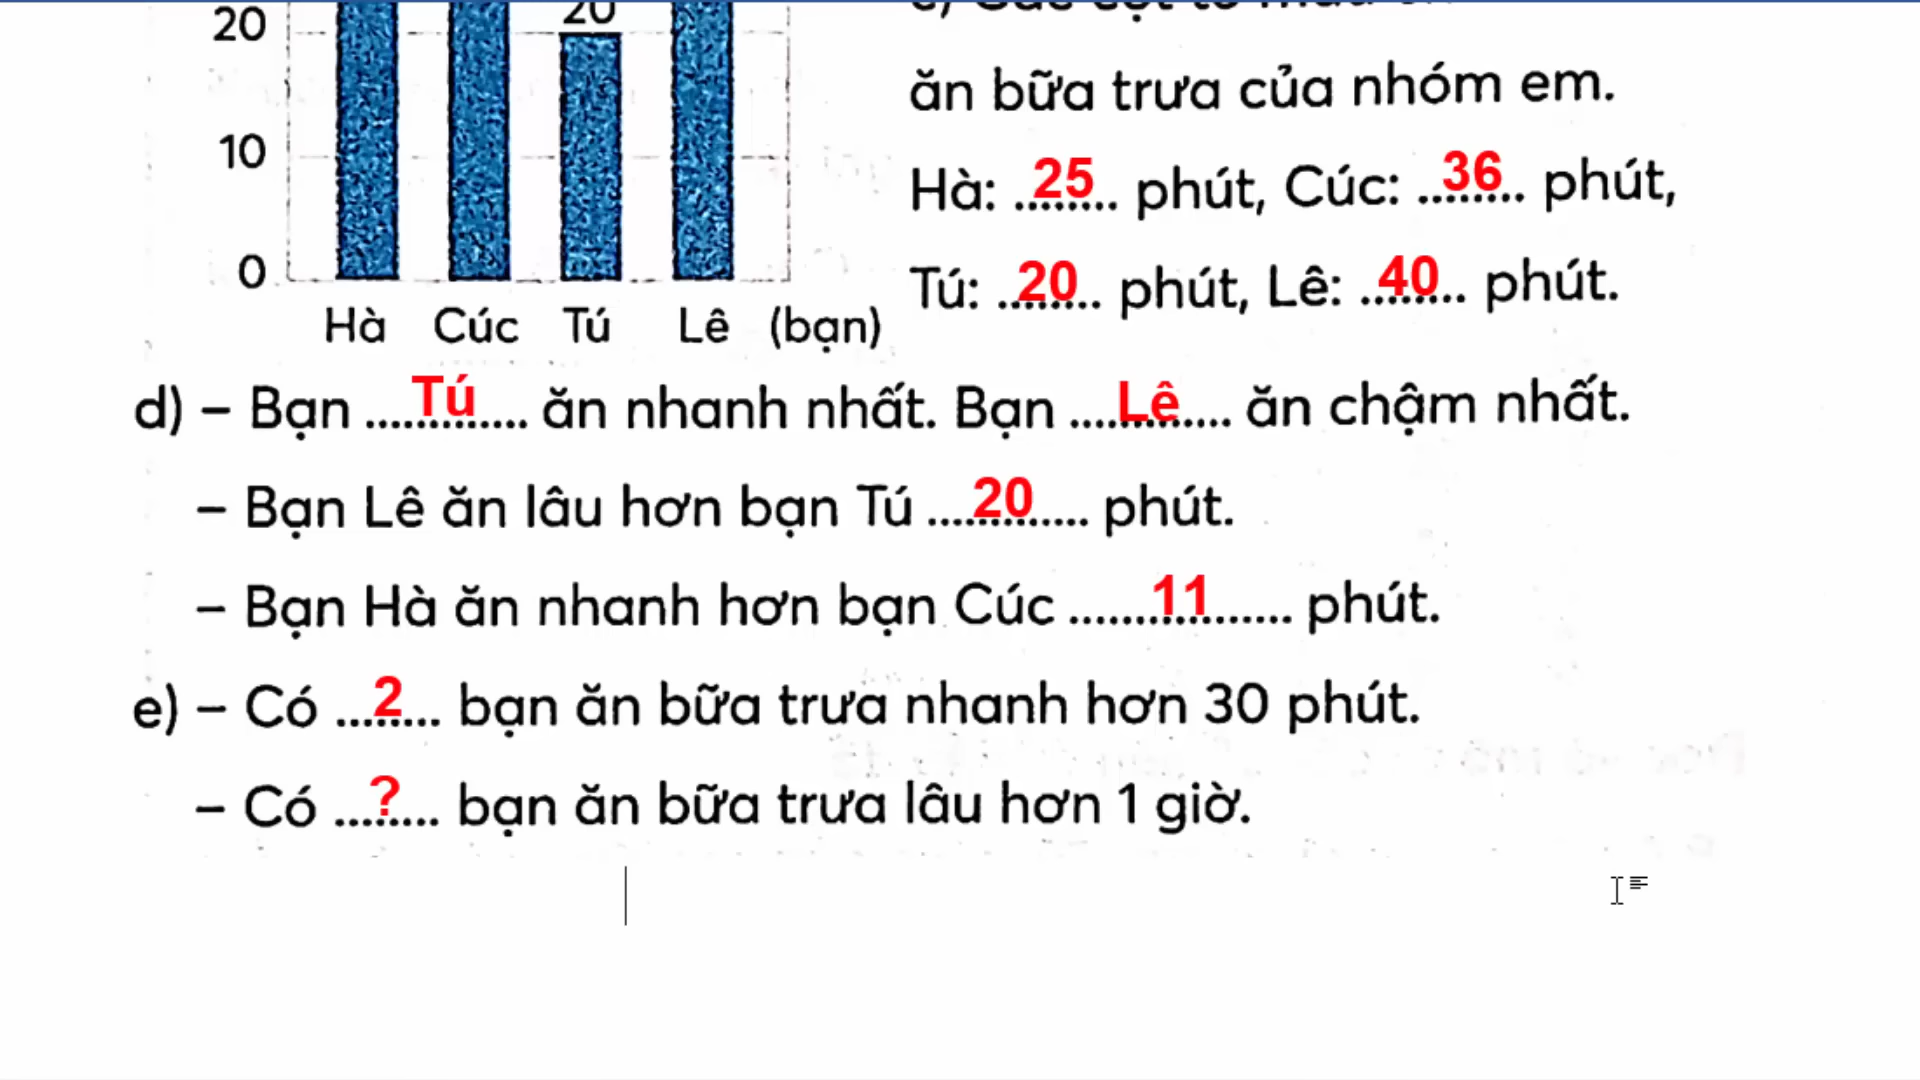 20
20
10
0
Hà Cúc Tú Lê (bạn)
ăn bữa trưa của nhóm em.
Hà: ..25.. phút, Cúc: ..36.. phút,
Tú: ..20.. phút, Lê: ..40.. phút.
d) – Bạn ....Tú.... ăn nhanh nhất. Bạn ....Lê.... ăn chậm nhất.
– Bạn Lê ăn lâu hơn bạn Tú ....20.... phút.
– Bạn Hà ăn nhanh hơn bạn Cúc ......11...... phút.
e) – Có ...2... bạn ăn bữa trưa nhanh hơn 30 phút.
– Có ...?... bạn ăn bữa trưa lâu hơn 1 giờ.